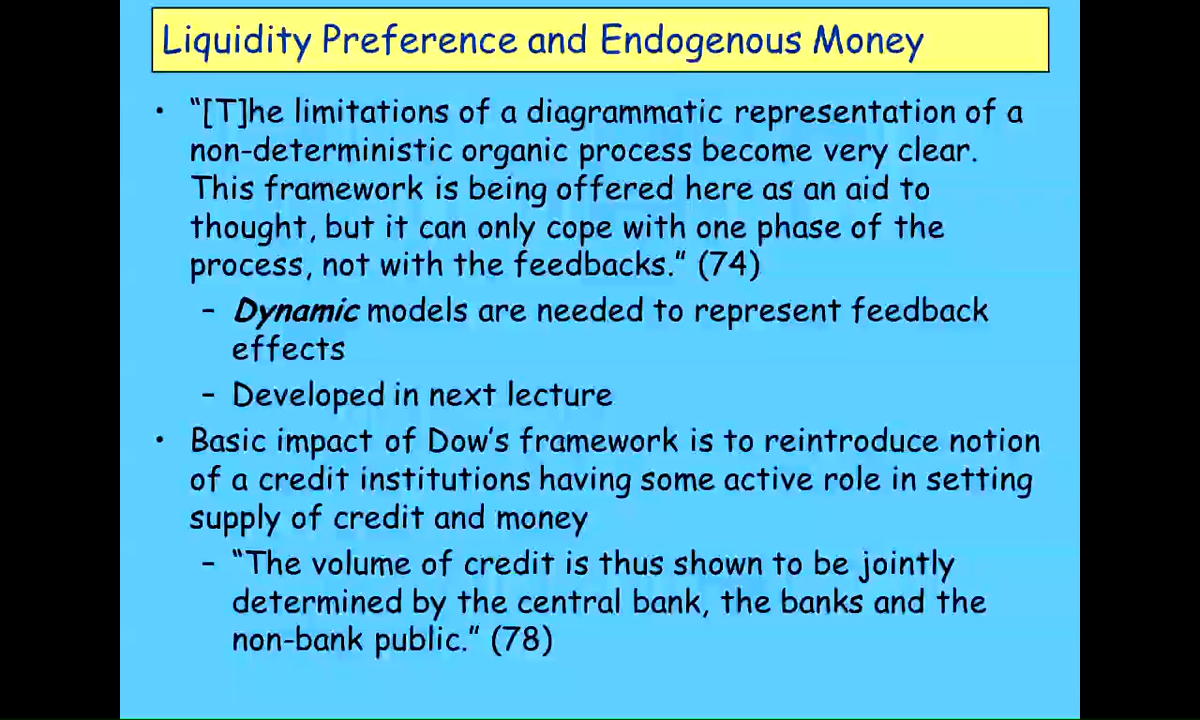 Liquidity Preference and Endogenous Money
• “[T]he limitations of a diagrammatic representation of a
non-deterministic organic process become very clear.
This framework is being offered here as an aid to
thought, but it can only cope with one phase of the
process, not with the feedbacks.” (74)
– Dynamic models are needed to represent feedback
effects
– Developed in next lecture
• Basic impact of Dow’s framework is to reintroduce notion
of a credit institutions having some active role in setting
supply of credit and money
– “The volume of credit is thus shown to be jointly
determined by the central bank, the banks and the
non-bank public.” (78)